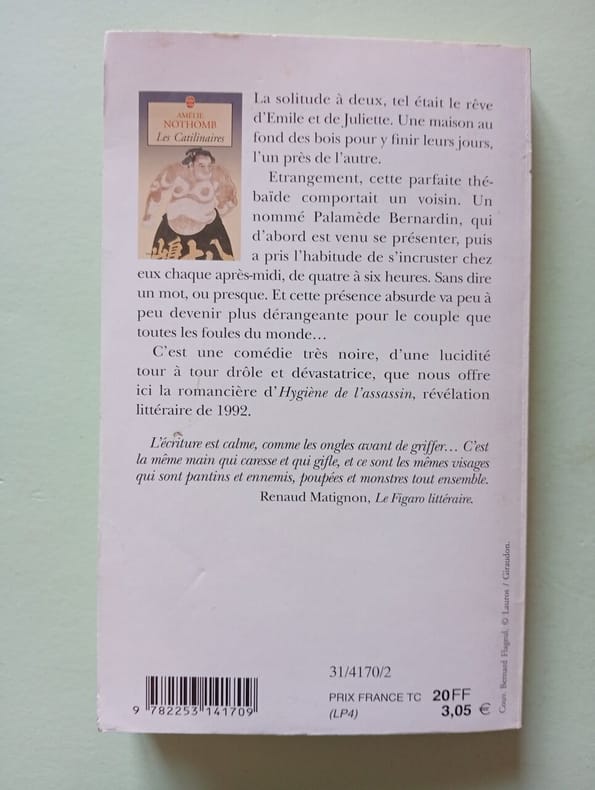 AMÉLIE
NOTHOMB
Les Catilinaires
La solitude à deux, tel était le rêve
d'Emile et de Juliette. Une maison au
fond des bois pour y finir leurs jours,
l'un près de l'autre.
Etrangement, cette parfaite thé-
baïde comportait un voisin. Un
nommé Palamède Bernardin, qui
d'abord est venu se présenter, puis
a pris l'habitude de s'incruster chez
eux chaque après-midi, de quatre à six heures. Sans dire
un mot, ou presque. Et cette présence absurde va peu à
peu devenir plus dérangeante pour le couple que
toutes les foules du monde…
C'est une comédie très noire, d'une lucidité
tour à tour drôle et dévastatrice, que nous offre
ici la romancière d'Hygiène de l'assassin, révélation
littéraire de 1992.
L'écriture est calme, comme les ongles avant de griffer… C'est
la même main qui caresse et qui gifle, et ce sont les mêmes visages
qui sont pantins et ennemis, poupées et monstres tout ensemble.
Renaud Matignon, Le Figaro littéraire.
31/4170/2
PRIX FRANCE TC 20FF
(LP4) 3,05 €
9 782253 141709
Couv. Bernard Flageul. © Lauros / Giraudon.